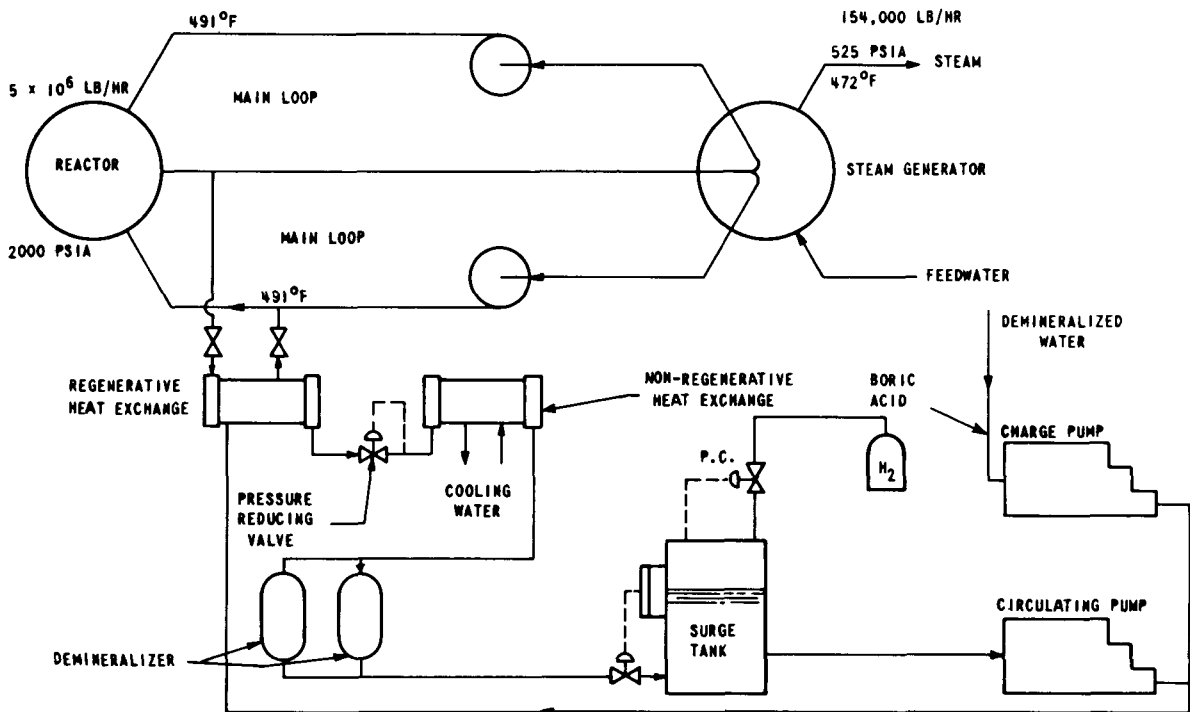 491°F
154,000 LB/HR
525 PSIA
STEAM
472°F
5 × 10⁶ LB/HR
MAIN LOOP
REACTOR
STEAM GENERATOR
2000 PSIA
MAIN LOOP
FEEDWATER
491°F
DEMINERALIZED
WATER
REGENERATIVE
HEAT EXCHANGE
NON-REGENERATIVE
HEAT EXCHANGE
BORIC
ACID
CHARGE PUMP
P.C.
H₂
COOLING
WATER
PRESSURE
REDUCING
VALVE
CIRCULATING PUMP
SURGE
TANK
DEMINERALIZER